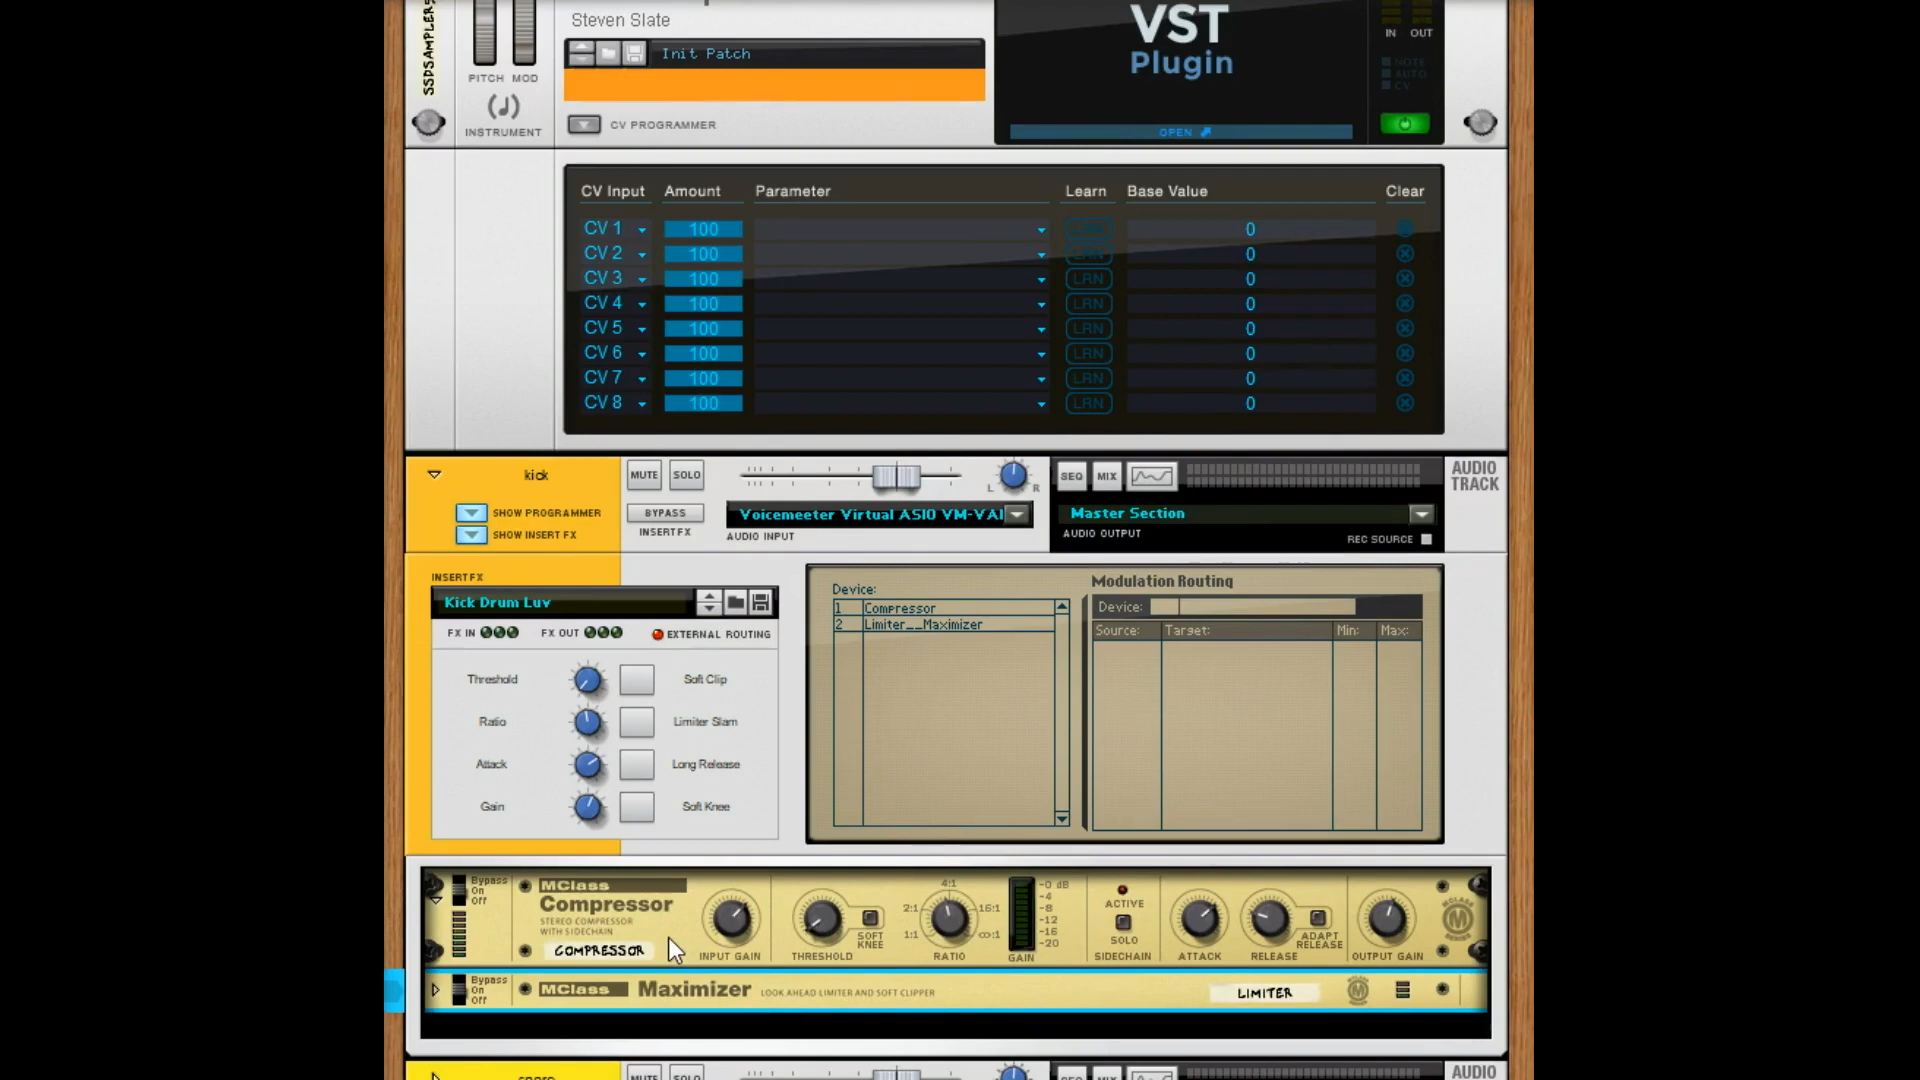 SSDSAMPLERS
Steven Slate
Init Patch
PITCH MOD
INSTRUMENT
CV PROGRAMMER
VST
Plugin
OPEN
IN OUT
NOTE
AUTO
CV
CV Input Amount Parameter Learn Base Value Clear
CV 1 100 0
CV 2 100 LRN 0
CV 3 100 LRN 0
CV 4 100 LRN 0
CV 5 100 LRN 0
CV 6 100 LRN 0
CV 7 100 LRN 0
CV 8 100 LRN 0
kick
MUTE SOLO
L R
SEQ MIX
AUDIO
TRACK
SHOW PROGRAMMER
SHOW INSERT FX
BYPASS
INSERT FX
Voicemeeter Virtual ASIO VM-VAI
AUDIO INPUT
Master Section
AUDIO OUTPUT
REC SOURCE
INSERT FX
Kick Drum Luv
FX IN FX OUT EXTERNAL ROUTING
Threshold Soft Clip
Ratio Limiter Slam
Attack Long Release
Gain Soft Knee
Device:
1 Compressor
2 Limiter__Maximizer
Modulation Routing
Device:
Source: Target: Min: Max:
Bypass
On
Off
MClass
Compressor
STEREO COMPRESSOR
WITH SIDECHAIN
COMPRESSOR
INPUT GAIN
THRESHOLD
SOFT
KNEE
4:1
2:1 16:1
1:1 ∞:1
RATIO
-0 dB
-4
-8
-12
-16
-20
GAIN
ACTIVE
SOLO
SIDECHAIN
ATTACK
RELEASE
ADAPT
RELEASE
OUTPUT GAIN
Bypass
On
Off
MClass Maximizer LOOK AHEAD LIMITER AND SOFT CLIPPER
LIMITER
MUTE SOLO
SEQ MIX
AUDIO